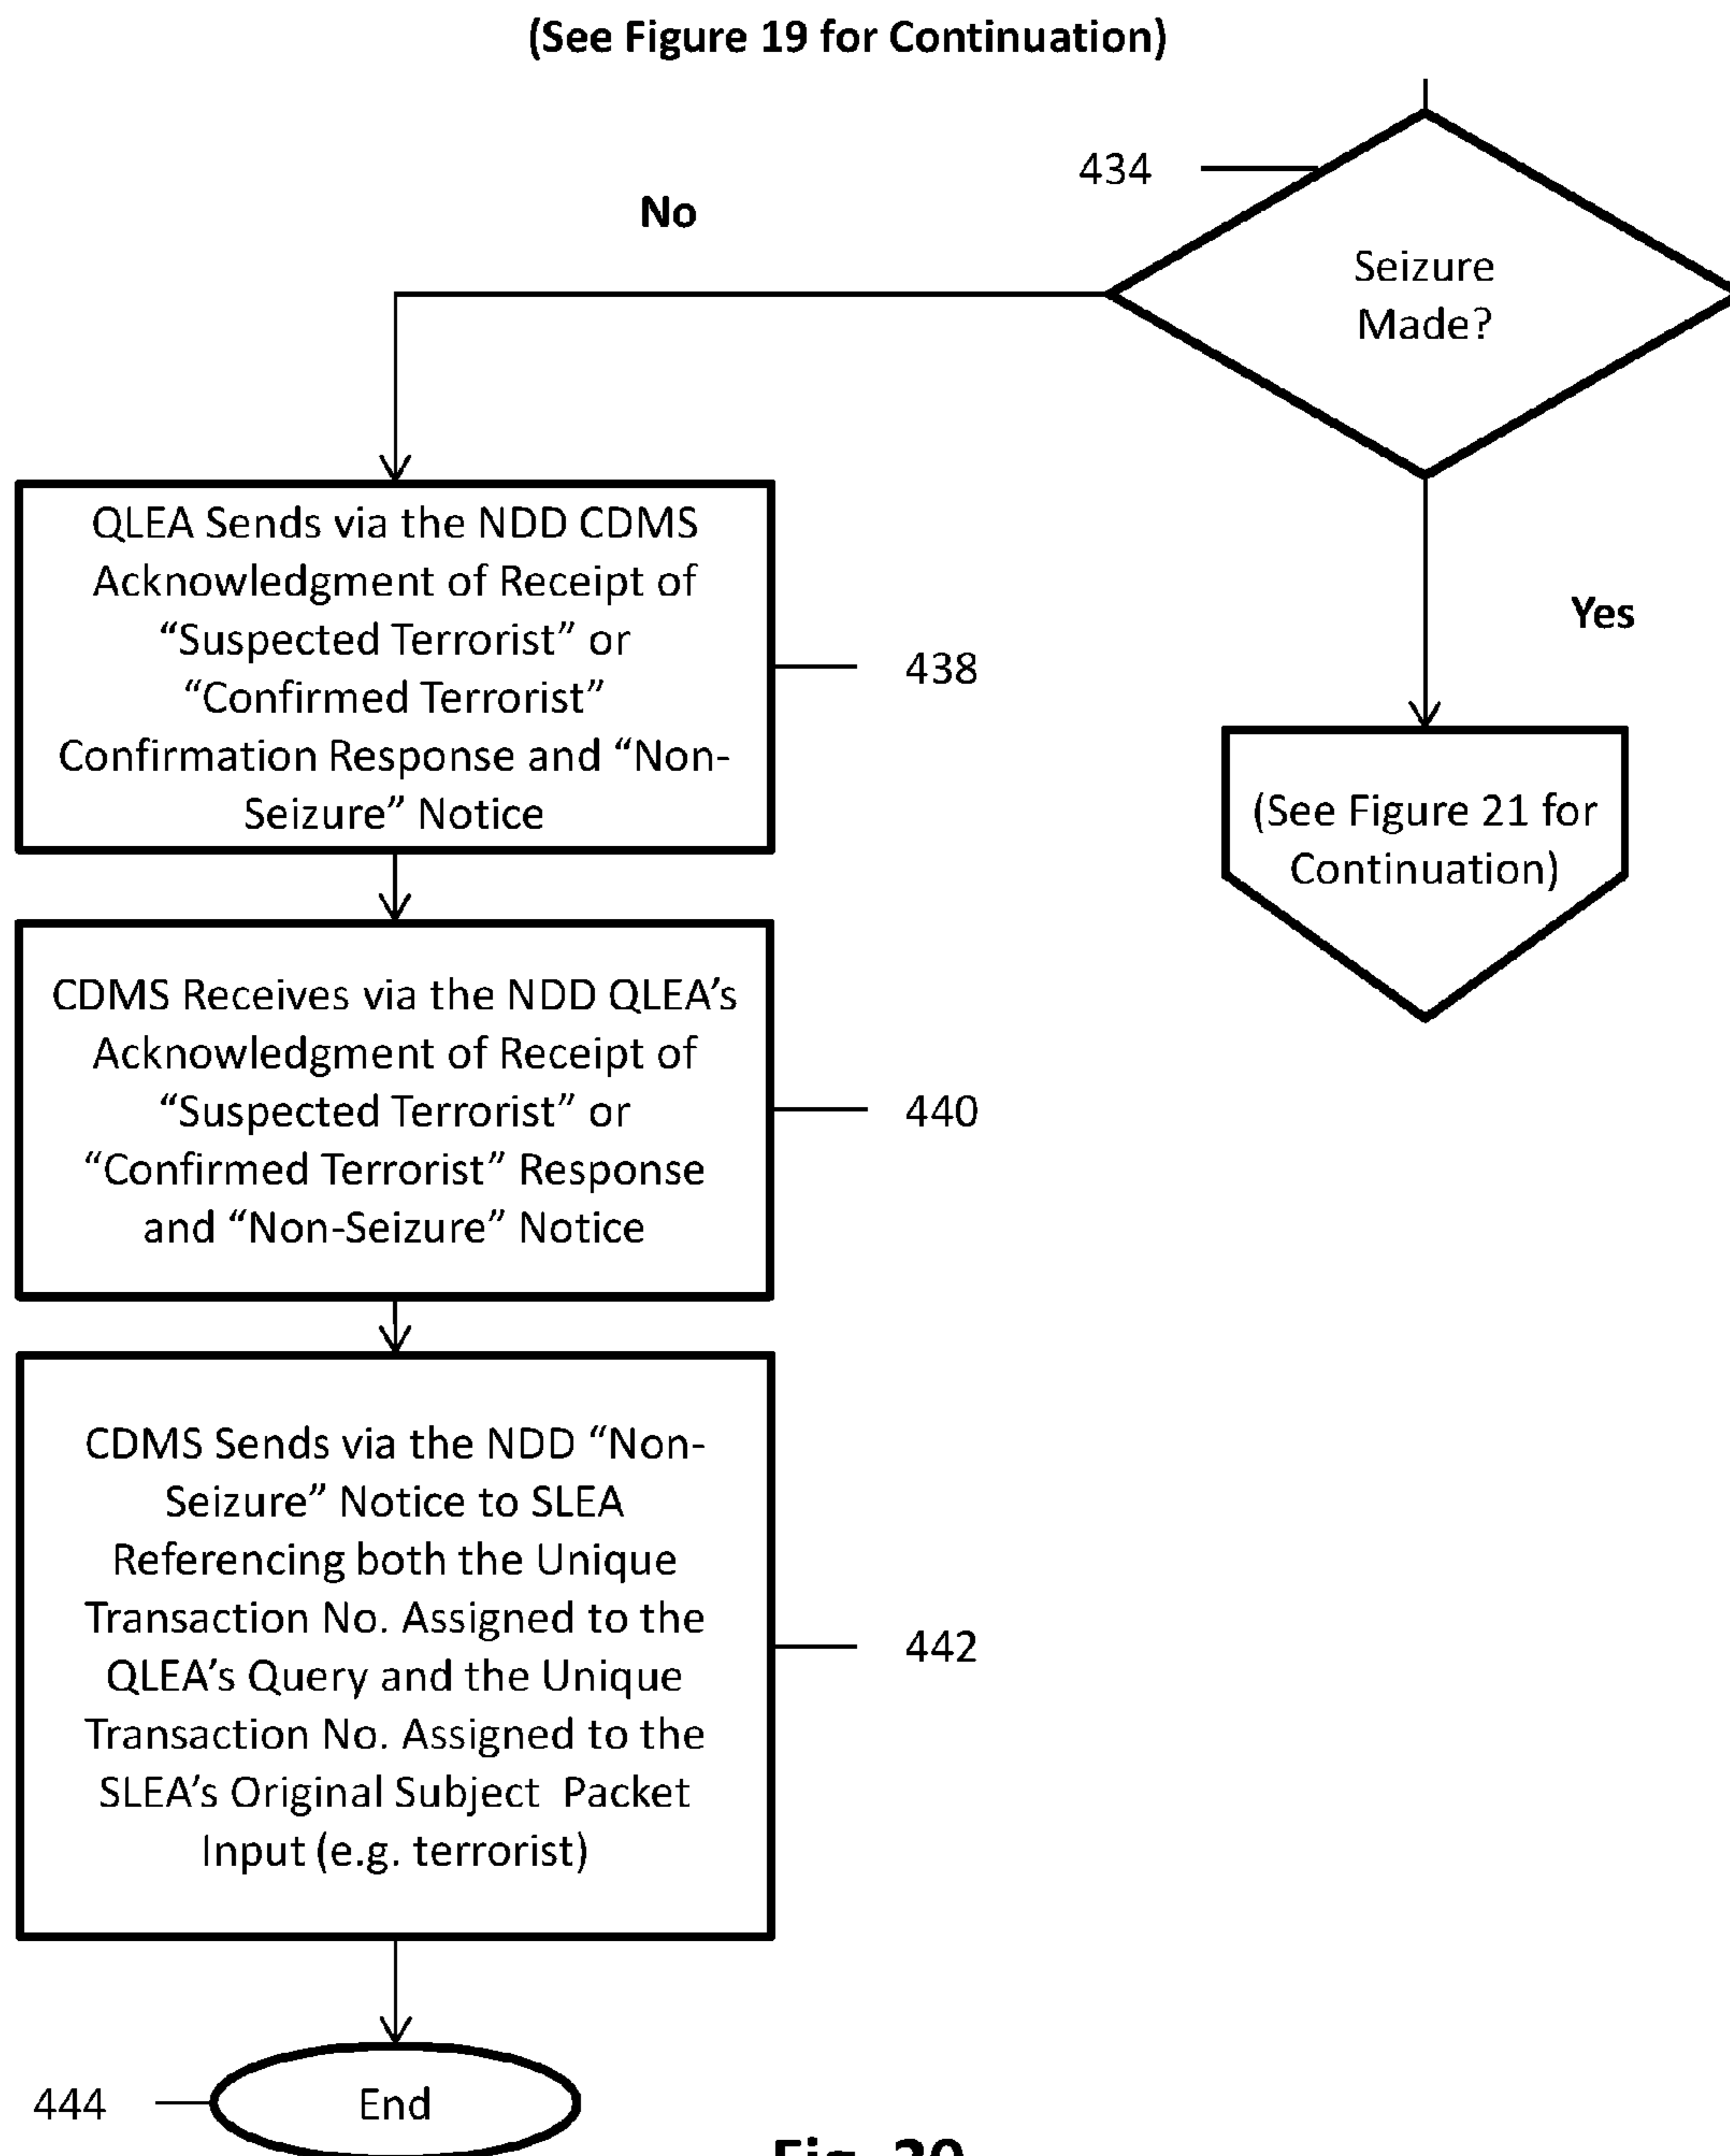 (See Figure 19 for Continuation)
434
No
Seizure
Made?
QLEA Sends via the NDD CDMS
Acknowledgment of Receipt of
“Suspected Terrorist” or
“Confirmed Terrorist”
Confirmation Response and “Non-
Seizure” Notice
438
Yes
(See Figure 21 for
Continuation)
CDMS Receives via the NDD QLEA’s
Acknowledgment of Receipt of
“Suspected Terrorist” or
“Confirmed Terrorist” Response
and “Non-Seizure” Notice
440
CDMS Sends via the NDD “Non-
Seizure” Notice to SLEA
Referencing both the Unique
Transaction No. Assigned to the
QLEA’s Query and the Unique
Transaction No. Assigned to the
SLEA’s Original Subject  Packet
Input (e.g. terrorist)
442
444
End
Fig. 20